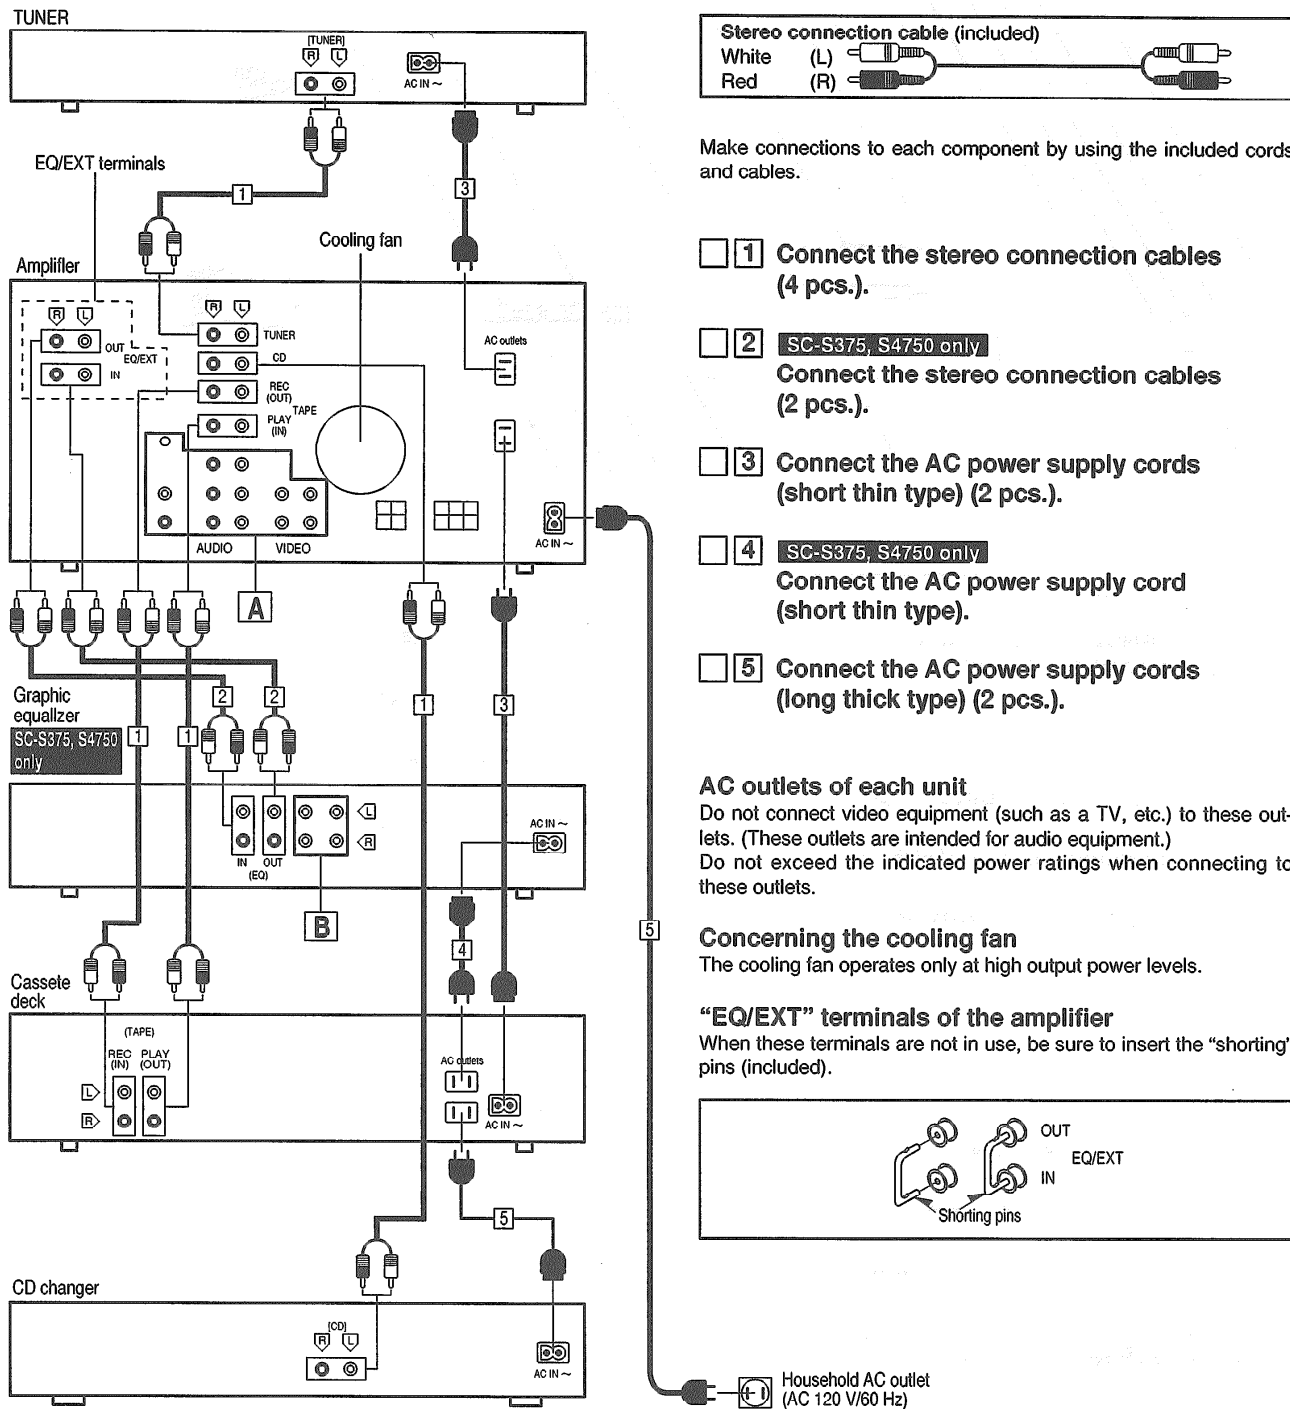 TUNER
[TUNER]
R L
AC IN ~
EQ/EXT terminals
1
3
Cooling fan
Amplifler
R L
R L
OUT
EQ/EXT
IN
TUNER
CD
REC
(OUT)
TAPE
PLAY
(IN)
AC outlets
AUDIO VIDEO
AC IN ~
A
Graphic
equallzer
SC-S375, S4750
only
1
1
2
2
1
3
L
R
IN OUT
(EQ)
AC IN ~
B
4
5
Cassete
deck
(TAPE)
REC PLAY
(IN) (OUT)
L
R
AC outlets
AC IN ~
5
CD changer
[CD]
R L
AC IN ~
Household AC outlet
(AC 120 V/60 Hz)
Stereo connection cable (included)
White (L)
Red (R)
Make connections to each component by using the included cords
and cables.
1 Connect the stereo connection cables
(4 pcs.).
2 SC-S375, S4750 only
Connect the stereo connection cables
(2 pcs.).
3 Connect the AC power supply cords
(short thin type) (2 pcs.).
4 SC-S375, S4750 only
Connect the AC power supply cord
(short thin type).
5 Connect the AC power supply cords
(long thick type) (2 pcs.).
AC outlets of each unit
Do not connect video equipment (such as a TV, etc.) to these out-
lets. (These outlets are intended for audio equipment.)
Do not exceed the indicated power ratings when connecting to
these outlets.
Concerning the cooling fan
The cooling fan operates only at high output power levels.
“EQ/EXT” terminals of the amplifier
When these terminals are not in use, be sure to insert the “shorting”
pins (included).
OUT
EQ/EXT
IN
Shorting pins